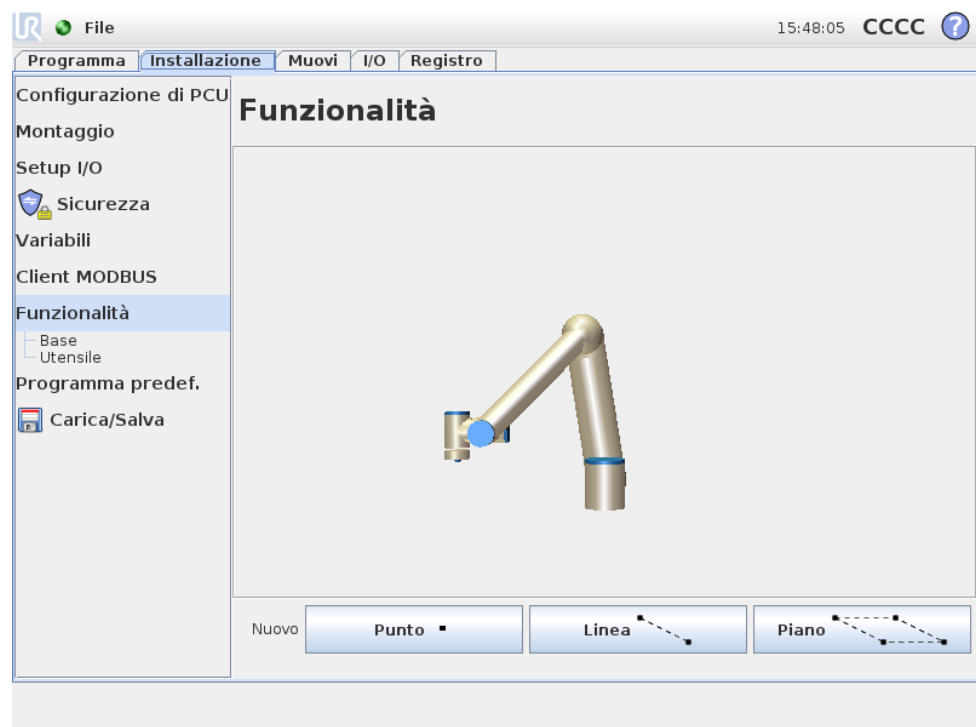 UR File 15:48:05 CCCC ?
Programma Installazione Muovi I/O Registro
Configurazione di PCU
Montaggio
Setup I/O
Sicurezza
Variabili
Client MODBUS
Funzionalità
Base
Utensile
Programma predef.
Carica/Salva
Funzionalità
Nuovo Punto Linea Piano